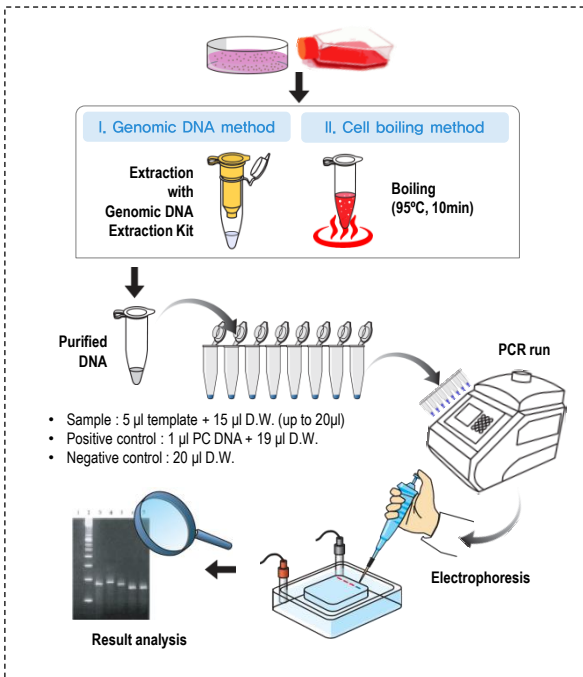 I. Genomic DNA method
II. Cell boiling method
Extraction
with
Genomic DNA
Extraction Kit
Boiling
(95ºC, 10min)
Purified
DNA
PCR run
• Sample : 5 µl template + 15 µl D.W. (up to 20µl)
• Positive control : 1 µl PC DNA + 19 µl D.W.
• Negative control : 20 µl D.W.
Electrophoresis
Result analysis